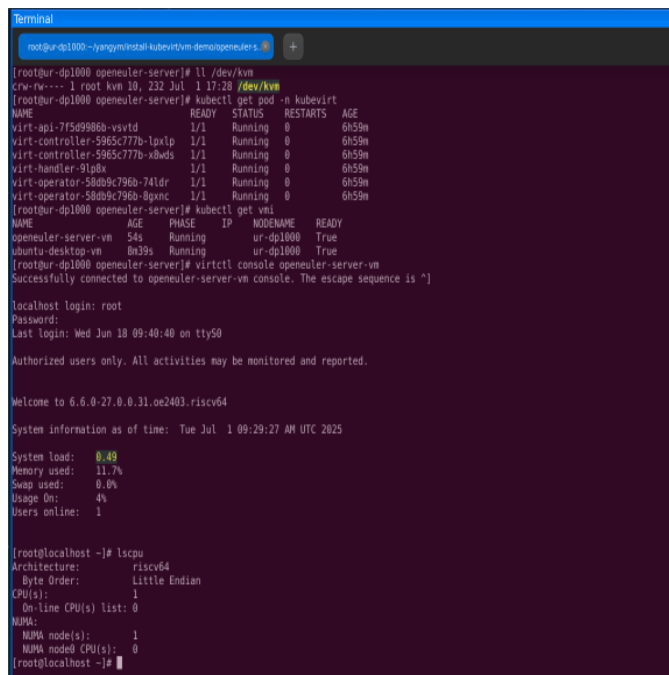 Terminal
root@ur-dp1000:~/yangym/install-kubevirt/vm-demo/openeuler-s..
[root@ur-dp1000 openeuler-server]# ll /dev/kvm
crw-rw---- 1 root kvm 10, 232 Jul  1 17:28 /dev/kvm
[root@ur-dp1000 openeuler-server]# kubectl get pod -n kubevirt
NAME                               READY   STATUS    RESTARTS   AGE
virt-api-7f5d9986b-vsvtd           1/1     Running   0          6h59m
virt-controller-5965c777b-lpxlp    1/1     Running   0          6h59m
virt-controller-5965c777b-x8wds    1/1     Running   0          6h59m
virt-handler-9lp8x                 1/1     Running   0          6h59m
virt-operator-58db9c796b-74ldr     1/1     Running   0          6h59m
virt-operator-58db9c796b-8gxnc     1/1     Running   0          6h59m
[root@ur-dp1000 openeuler-server]# kubectl get vmi
NAME                  AGE     PHASE     IP    NODENAME    READY
openeuler-server-vm   54s     Running         ur-dp1000   True
ubuntu-desktop-vm     8m39s   Running         ur-dp1000   True
[root@ur-dp1000 openeuler-server]# virtctl console openeuler-server-vm
Successfully connected to openeuler-server-vm console. The escape sequence is ^]
localhost login: root
Password:
Last login: Wed Jun 18 09:40:40 on ttyS0
Authorized users only. All activities may be monitored and reported.
Welcome to 6.6.0-27.0.0.31.oe2403.riscv64
System information as of time:  Tue Jul  1 09:29:27 AM UTC 2025
System load:    0.49
Memory used:    11.7%
Swap used:      0.0%
Usage On:       4%
Users online:   1
[root@localhost ~]# lscpu
Architecture:          riscv64
  Byte Order:          Little Endian
CPU(s):                1
  On-line CPU(s) list: 0
NUMA:
  NUMA node(s):        1
  NUMA node0 CPU(s):   0
[root@localhost ~]#